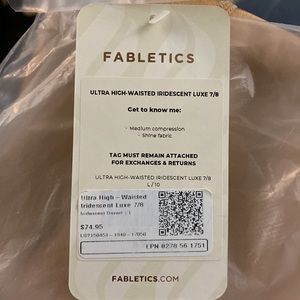 FABLETICS
ULTRA HIGH-WAISTED IRIDESCENT LUXE 7/8
Get to know me:
- Medium compression
- Shine fabric
TAG MUST REMAIN ATTACHED
FOR EXCHANGES & RETURNS
ULTRA HIGH-WAISTED IRIDESCENT LUXE 7/8
L / 10
Ultra High - Waisted
Iridescent Luxe 7/8
$74.95
LPN 0278 56 1751
FABLETICS.COM